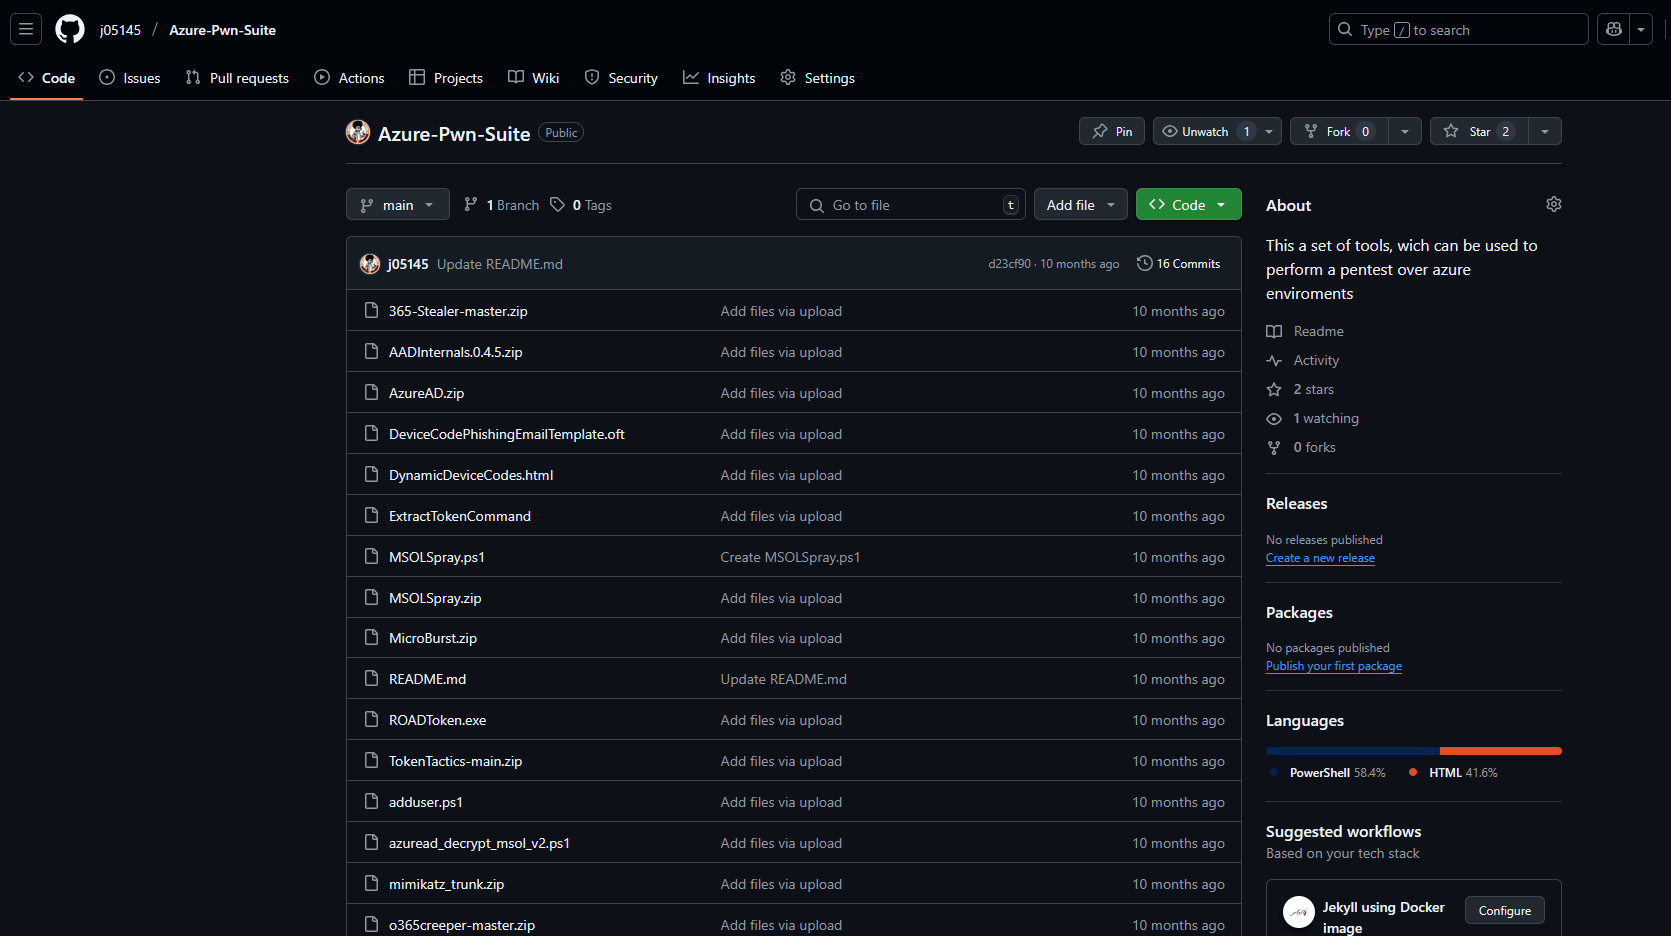 j05145 / Azure-Pwn-Suite
Type / to search
Code Issues Pull requests Actions Projects Wiki Security Insights Settings
Azure-Pwn-Suite Public
Pin Unwatch 1 Fork 0 Star 2
main 1 Branch 0 Tags Go to file t Add file Code
j05145 Update README.md d23cf90 · 10 months ago 16 Commits
365-Stealer-master.zip Add files via upload 10 months ago
AADInternals.0.4.5.zip Add files via upload 10 months ago
AzureAD.zip Add files via upload 10 months ago
DeviceCodePhishingEmailTemplate.oft Add files via upload 10 months ago
DynamicDeviceCodes.html Add files via upload 10 months ago
ExtractTokenCommand Add files via upload 10 months ago
MSOLSpray.ps1 Create MSOLSpray.ps1 10 months ago
MSOLSpray.zip Add files via upload 10 months ago
MicroBurst.zip Add files via upload 10 months ago
README.md Update README.md 10 months ago
ROADToken.exe Add files via upload 10 months ago
TokenTactics-main.zip Add files via upload 10 months ago
adduser.ps1 Add files via upload 10 months ago
azuread_decrypt_msol_v2.ps1 Add files via upload 10 months ago
mimikatz_trunk.zip Add files via upload 10 months ago
o365creeper-master.zip Add files via upload 10 months ago
About
This a set of tools, wich can be used to
perform a pentest over azure
enviroments
Readme
Activity
2 stars
1 watching
0 forks
Releases
No releases published
Create a new release
Packages
No packages published
Publish your first package
Languages
PowerShell 58.4% HTML 41.6%
Suggested workflows
Based on your tech stack
Jekyll using Docker
image
Configure